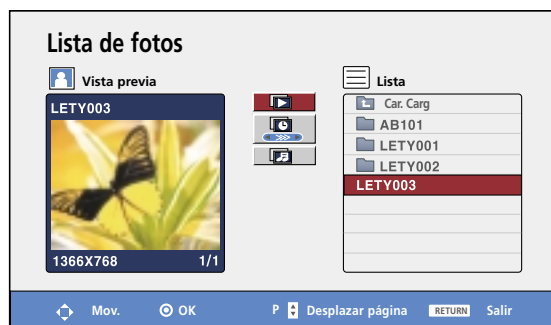 Lista de fotos
Vista previa
LETY003
1366X768 1/1
Lista
Car. Carg
AB101
LETY001
LETY002
LETY003
Mov. OK P Desplazar página RETURN Salir